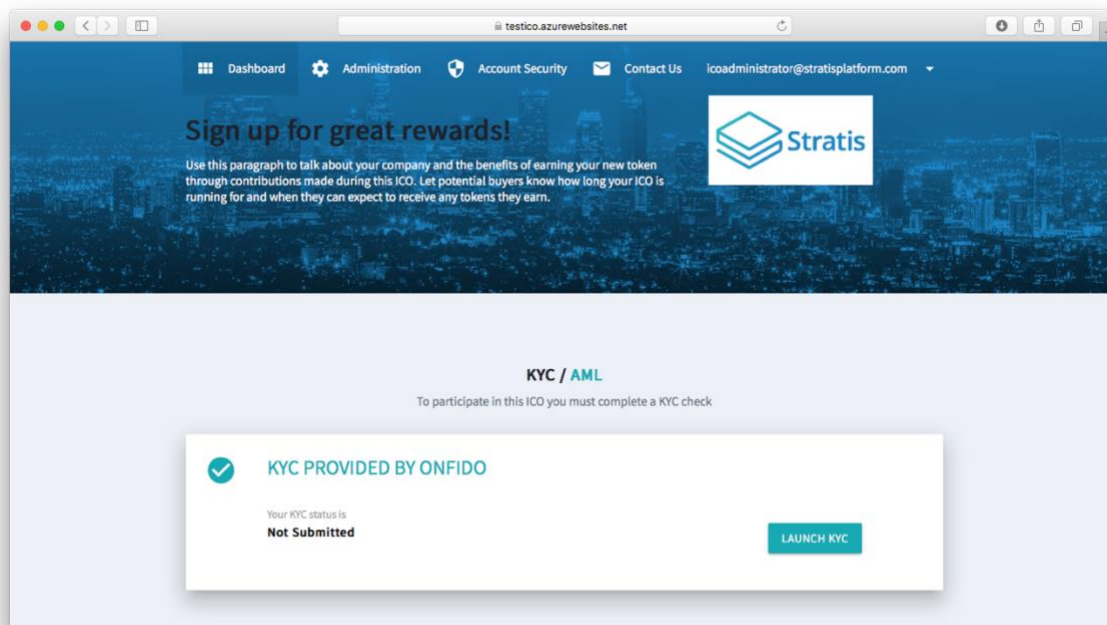 testico.azurewebsites.net
Dashboard Administration Account Security Contact Us icoadministrator@stratisplatform.com
Sign up for great rewards!
Stratis
Use this paragraph to talk about your company and the benefits of earning your new token
through contributions made during this ICO. Let potential buyers know how long your ICO is
running for and when they can expect to receive any tokens they earn.
KYC / AML
To participate in this ICO you must complete a KYC check
KYC PROVIDED BY ONFIDO
Your KYC status is
Not Submitted
LAUNCH KYC